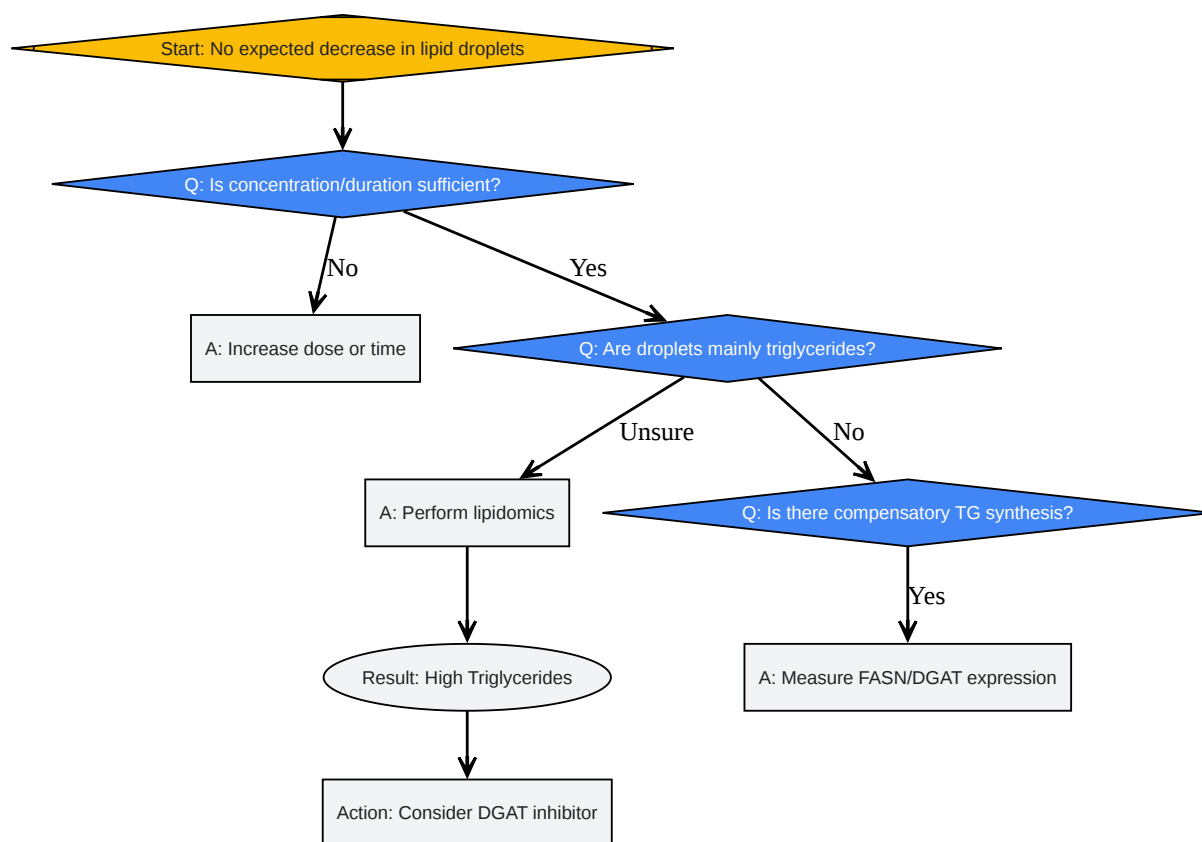 Start: No expected decrease in lipid droplets
Q: Is concentration/duration sufficient?
No
Yes
A: Increase dose or time
Q: Are droplets mainly triglycerides?
Unsure
No
A: Perform lipidomics
Q: Is there compensatory TG synthesis?
Yes
Result: High Triglycerides
A: Measure FASN/DGAT expression
Action: Consider DGAT inhibitor